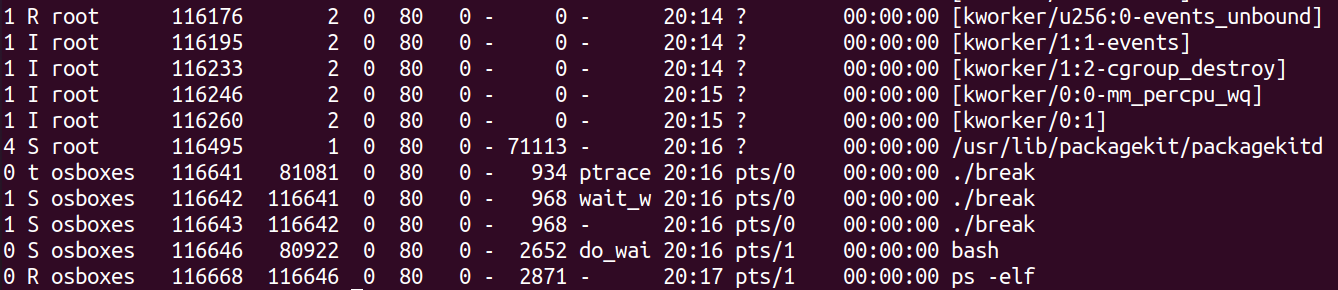 1 R root      116176       2  0  80   0 -     0 -      20:14 ?        00:00:00 [kworker/u256:0-events_unbound]
1 I root      116195       2  0  80   0 -     0 -      20:14 ?        00:00:00 [kworker/1:1-events]
1 I root      116233       2  0  80   0 -     0 -      20:14 ?        00:00:00 [kworker/1:2-cgroup_destroy]
1 I root      116246       2  0  80   0 -     0 -      20:15 ?        00:00:00 [kworker/0:0-mm_percpu_wq]
1 I root      116260       2  0  80   0 -     0 -      20:15 ?        00:00:00 [kworker/0:1]
4 S root      116495       1  0  80   0 - 71113 -      20:16 ?        00:00:00 /usr/lib/packagekit/packagekitd
0 t osboxes   116641   81081  0  80   0 -   934 ptrace 20:16 pts/0    00:00:00 ./break
1 S osboxes   116642  116641  0  80   0 -   968 wait_w 20:16 pts/0    00:00:00 ./break
1 S osboxes   116643  116642  0  80   0 -   968 -      20:16 pts/0    00:00:00 ./break
0 S osboxes   116646   80922  0  80   0 -  2652 do_wai 20:16 pts/1    00:00:00 bash
0 R osboxes   116668  116646  0  80   0 -  2871 -      20:17 pts/1    00:00:00 ps -elf